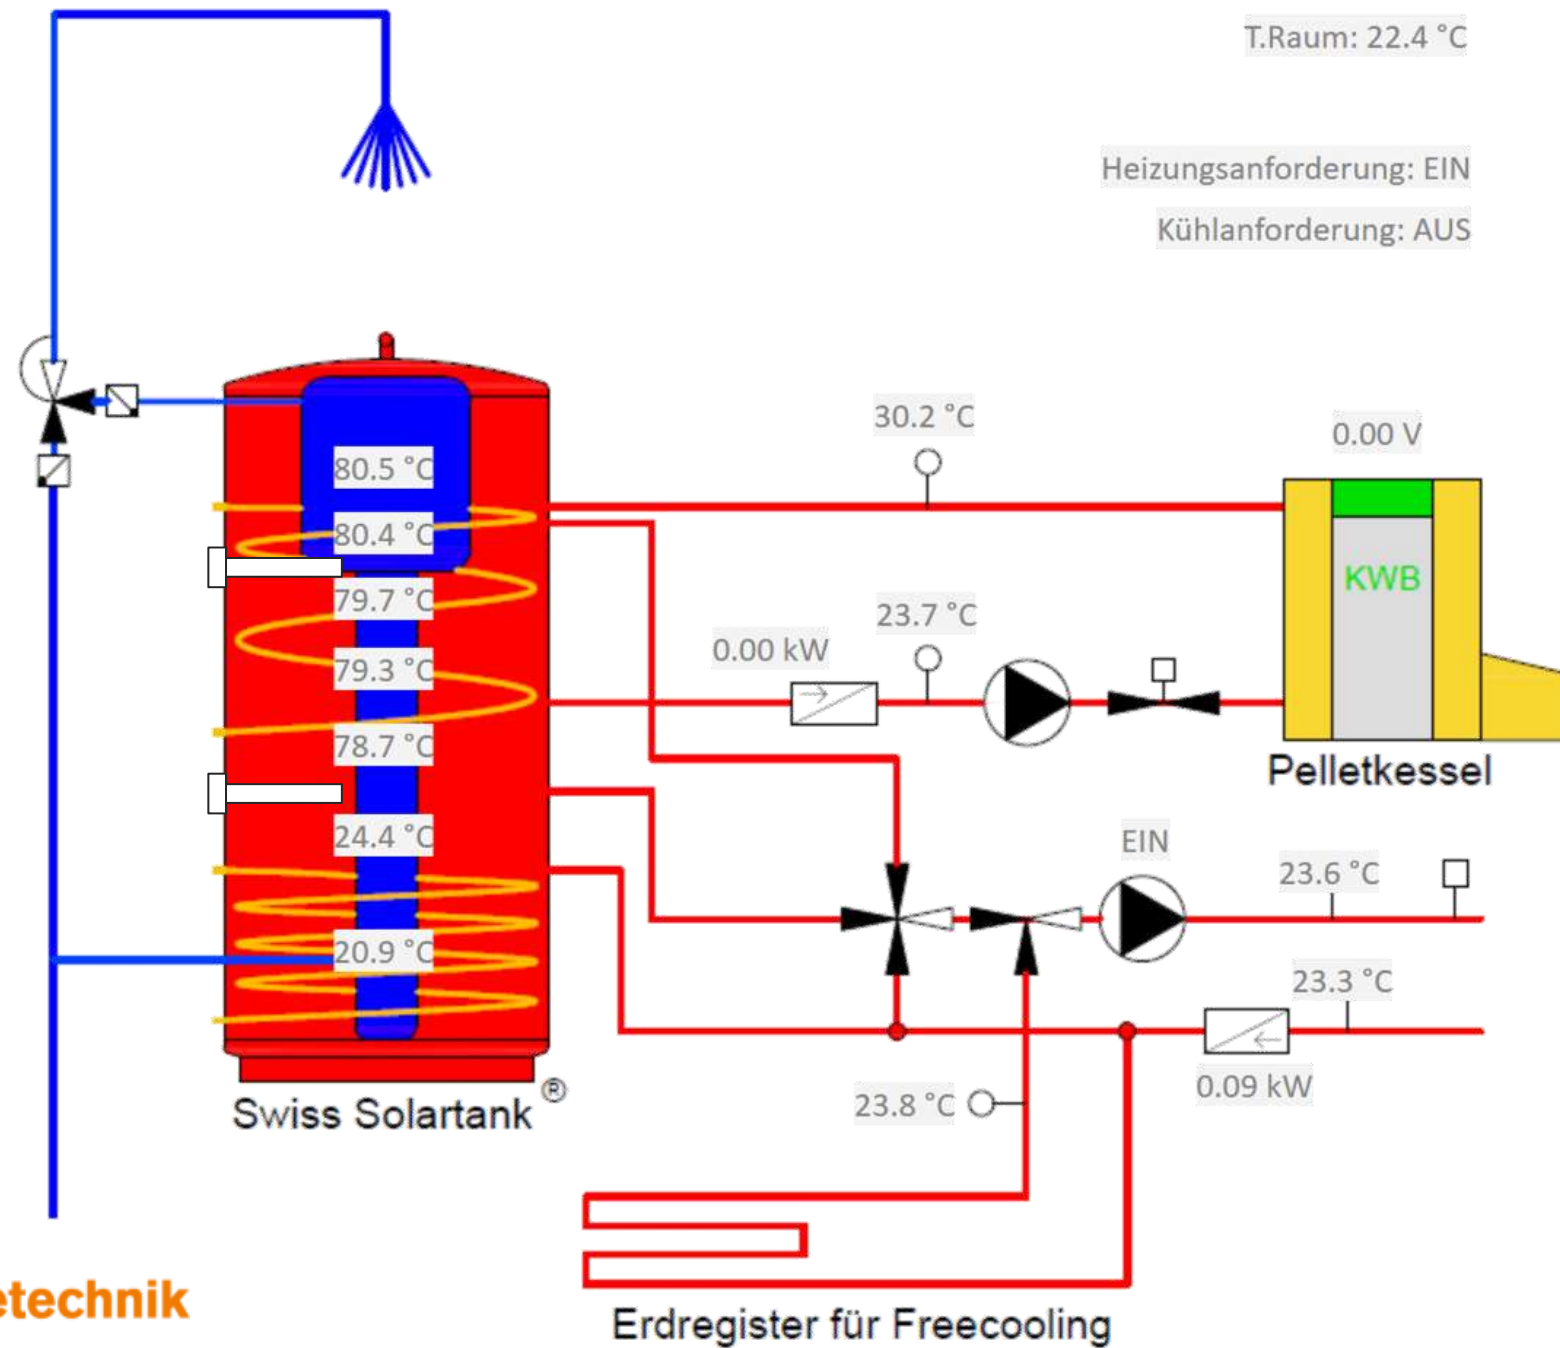 T.Raum: 22.4 °C
Heizungsanforderung: EIN
Kühlanforderung: AUS
30.2 °C
0.00 V
80.5 °C
80.4 °C
KWB
79.7 °C
23.7 °C
0.00 kW
79.3 °C
78.7 °C
Pelletkessel
24.4 °C
EIN
23.6 °C
20.9 °C
23.3 °C
0.09 kW
Swiss Solartank®
23.8 °C
etechnik
Erdregister für Freecooling